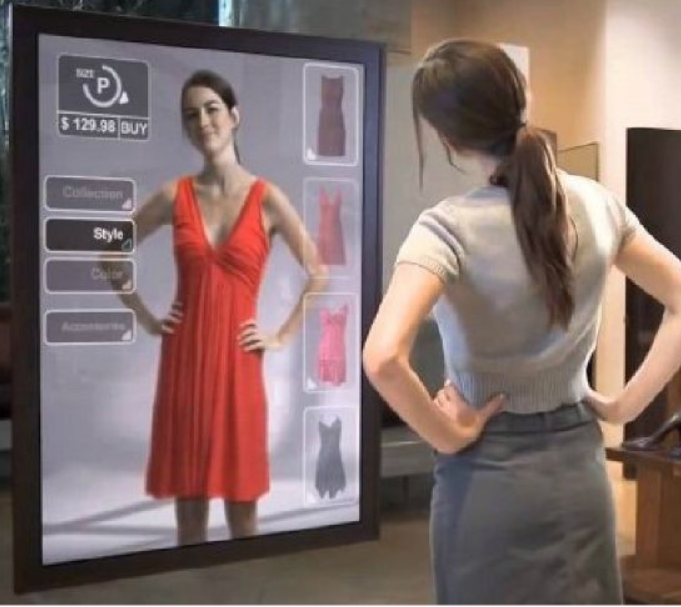 SIZE
P
$ 129.98 BUY
Collection
Style
Color
Accessories